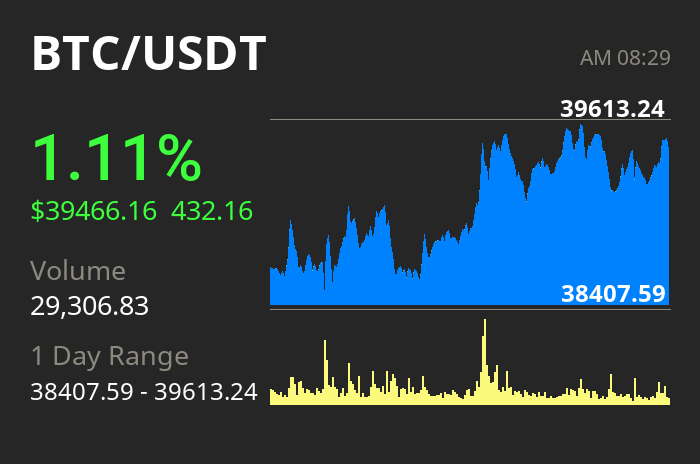 BTC/USDT
AM 08:29
39613.24
1.11%
$39466.16 432.16
Volume
29,306.83
38407.59
1 Day Range
38407.59 - 39613.24